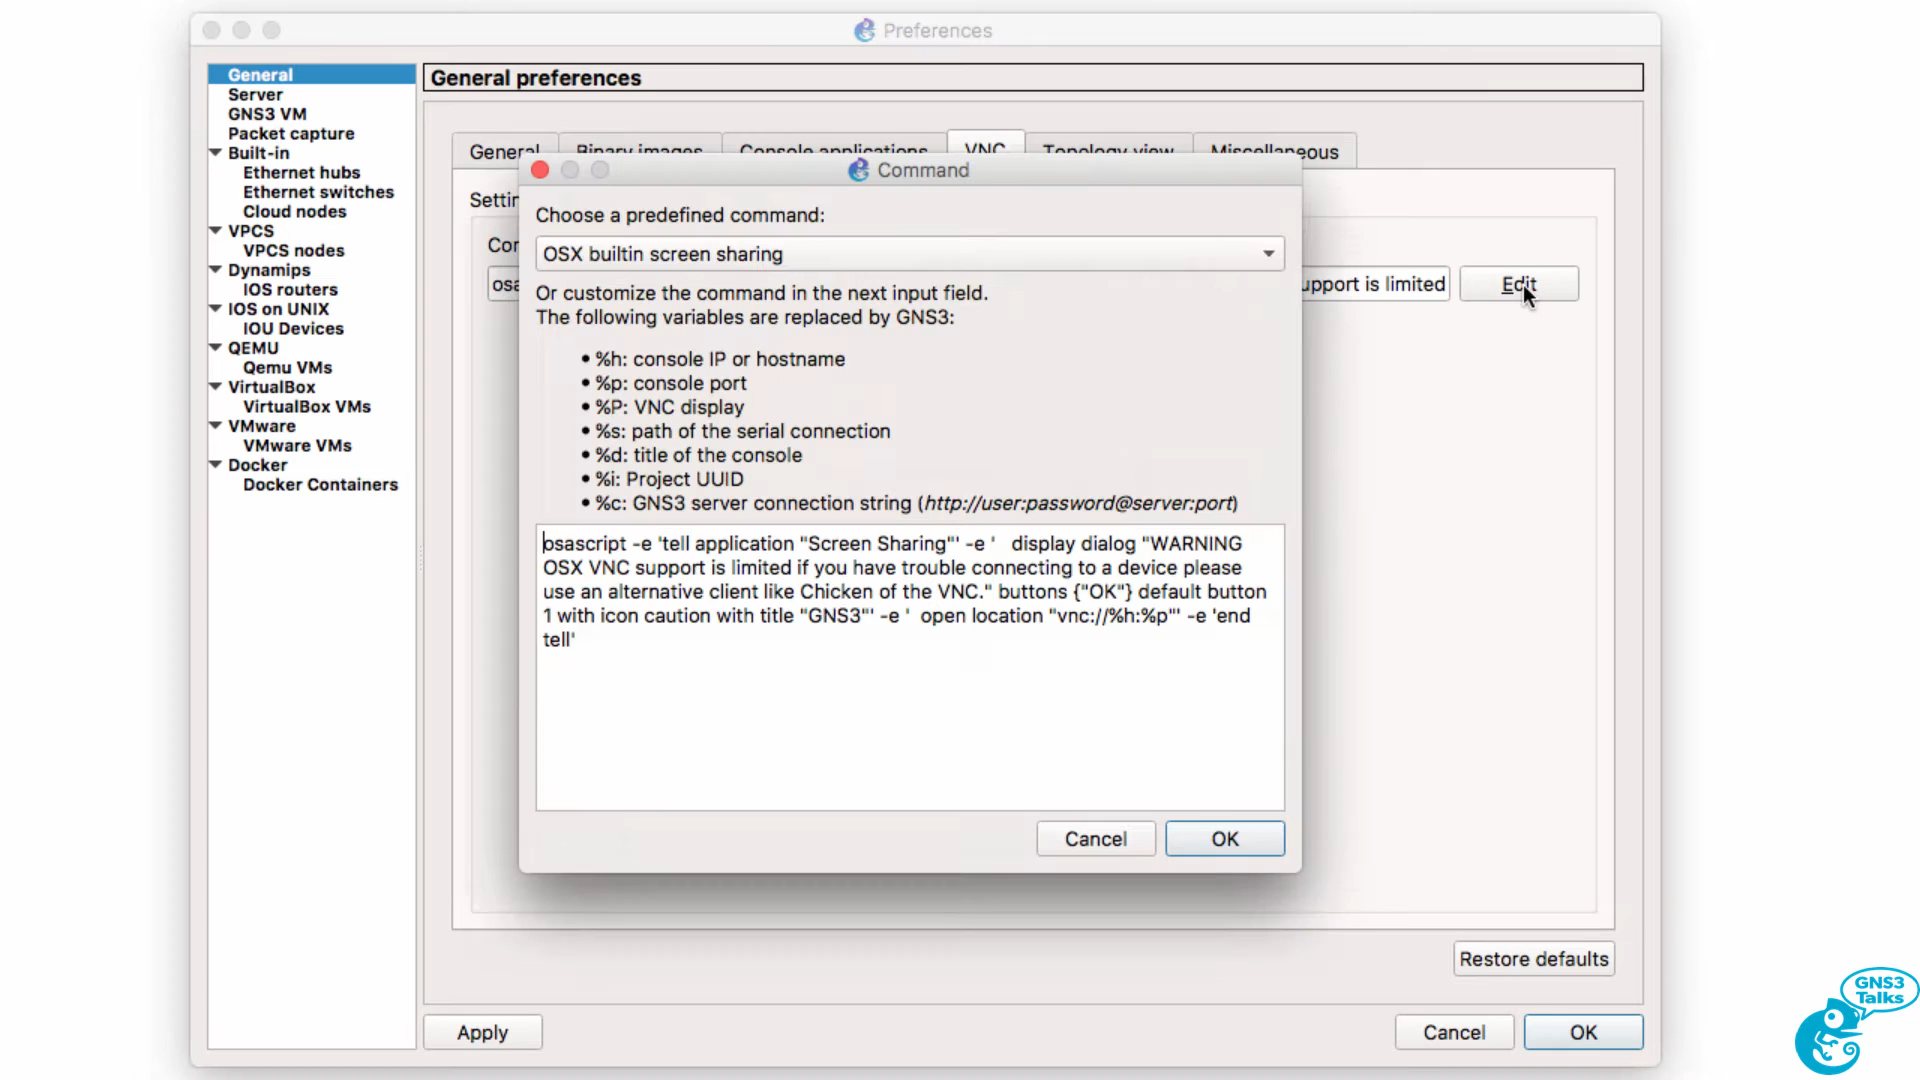 Preferences
General
Server
GNS3 VM
Packet capture
Built-in
Ethernet hubs
Ethernet switches
Cloud nodes
VPCS
VPCS nodes
Dynamips
IOS routers
IOS on UNIX
IOU Devices
QEMU
Qemu VMs
VirtualBox
VirtualBox VMs
VMware
VMware VMs
Docker
Docker Containers
General preferences
General Binary images Console applications VNC Topology view Miscellaneous
Command
Choose a predefined command:
OSX builtin screen sharing
upport is limited Edit
Or customize the command in the next input field.
The following variables are replaced by GNS3:
• %h: console IP or hostname
• %p: console port
• %P: VNC display
• %s: path of the serial connection
• %d: title of the console
• %i: Project UUID
• %c: GNS3 server connection string (http://user:password@server:port)
osascript -e 'tell application "Screen Sharing"' -e '   display dialog "WARNING
OSX VNC support is limited if you have trouble connecting to a device please
use an alternative client like Chicken of the VNC." buttons {"OK"} default button
1 with icon caution with title "GNS3"' -e '  open location "vnc://%h:%p"' -e 'end
tell'
Cancel OK
Restore defaults
Apply Cancel OK
GNS3
Talks